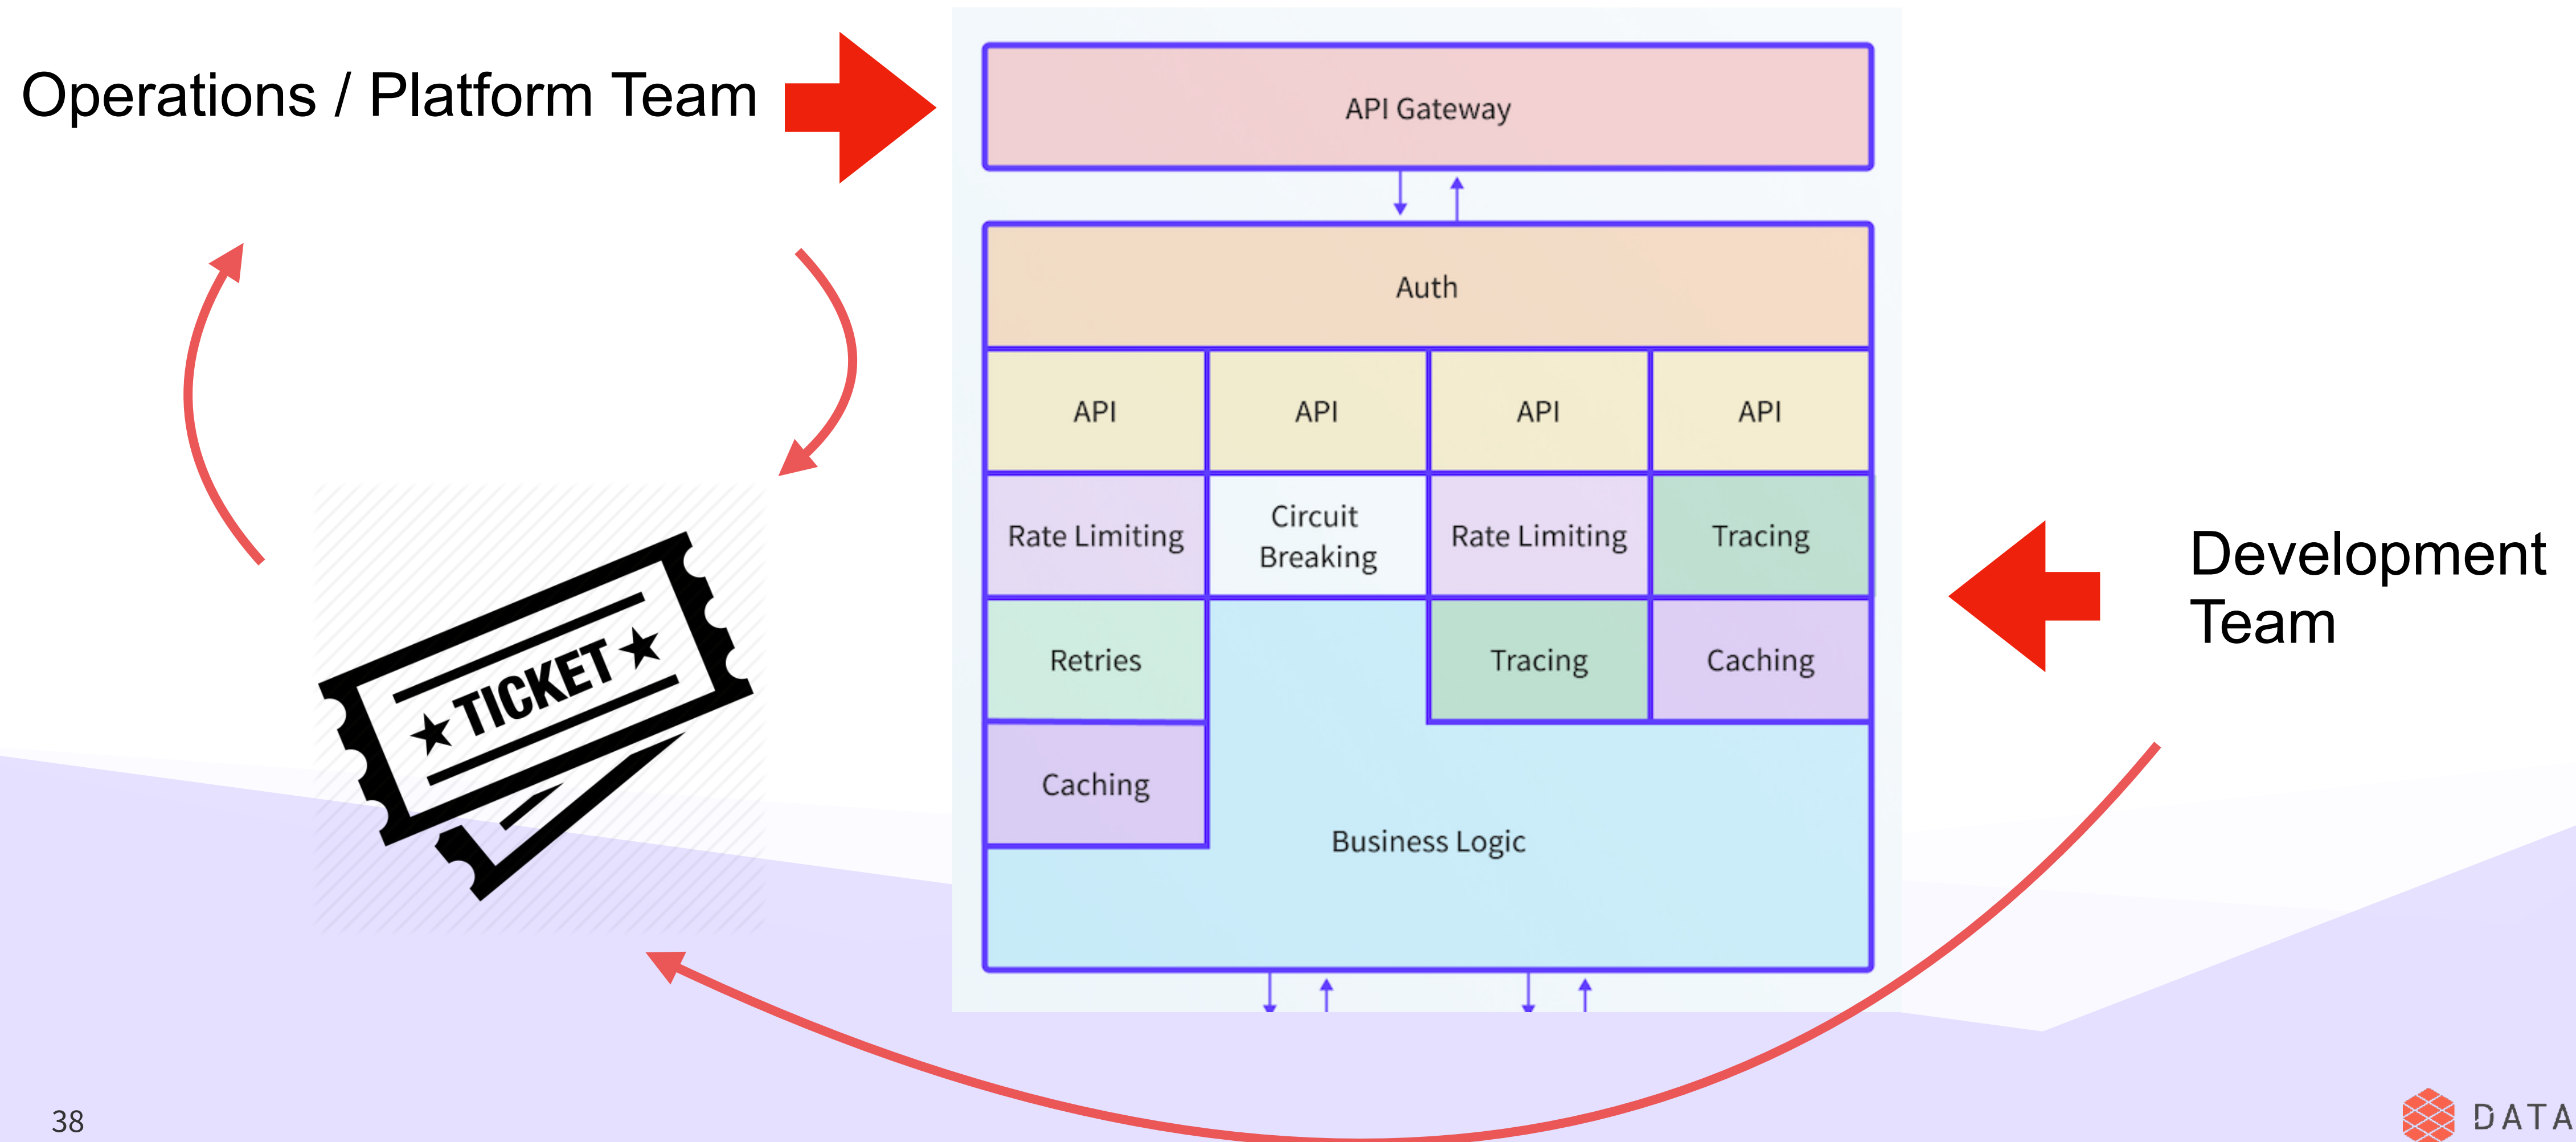 Operations / Platform Team
API Gateway
Auth
API
API
API
API
Rate Limiting
Circuit
Breaking
Rate Limiting
Tracing
Retries
Tracing
Caching
Caching
Business Logic
TICKET
Development
Team
38
DATA